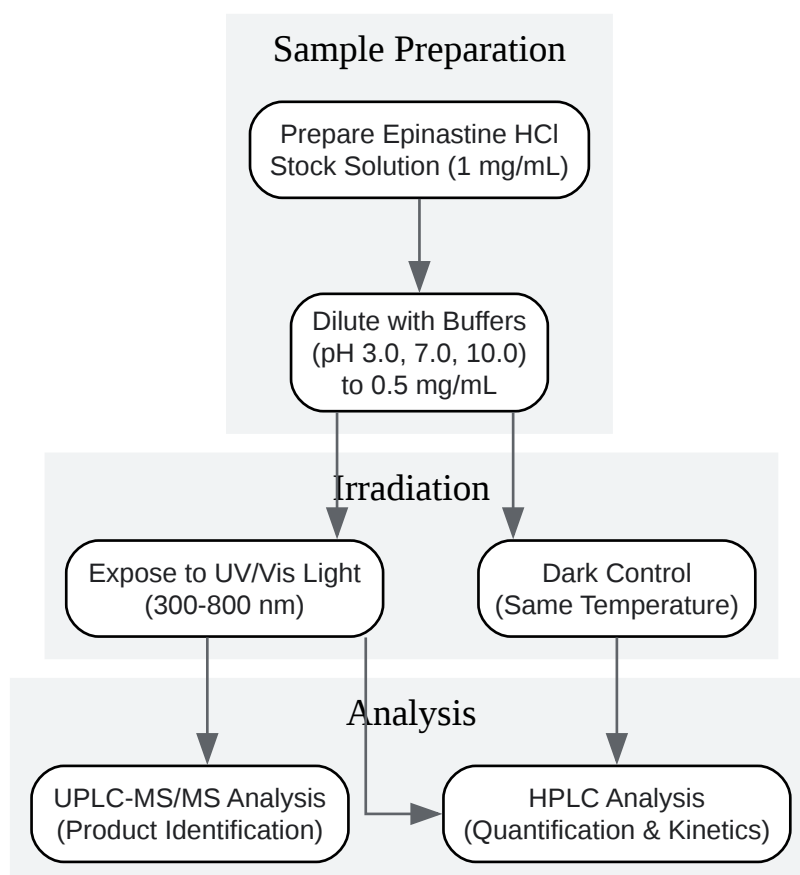 Sample Preparation
Prepare Epinastine HCl
Stock Solution (1 mg/mL)
Dilute with Buffers
(pH 3.0, 7.0, 10.0)
to 0.5 mg/mL
Irradiation
Expose to UV/Vis Light
(300-800 nm)
Dark Control
(Same Temperature)
Analysis
UPLC-MS/MS Analysis
(Product Identification)
HPLC Analysis
(Quantification & Kinetics)